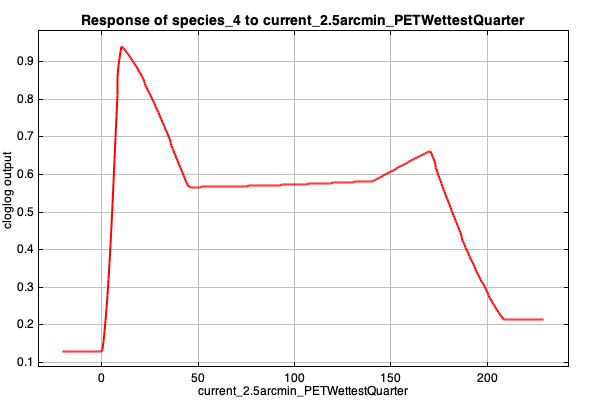 Response of species_4 to current_2.5arcmin_PETWettestQuarter
cloglog output
0.9
0.8
0.7
0.6
0.5
0.4
0.3
0.2
0.1
0 50 100 150 200
current_2.5arcmin_PETWettestQuarter